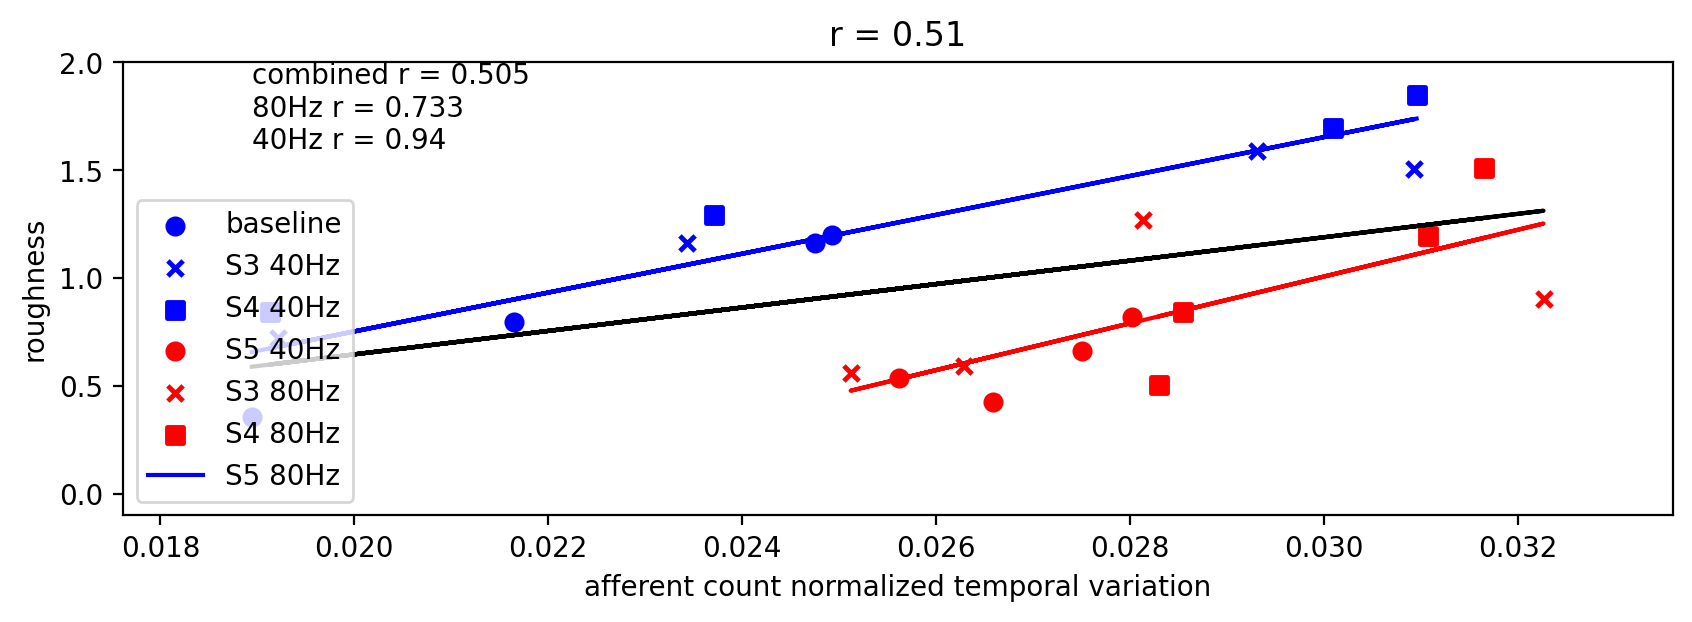 r = 0.51
combined r = 0.505
80Hz r = 0.733
40Hz r = 0.94
roughness
2.0
1.5
1.0
0.5
0.0
baseline
S3 40Hz
S4 40Hz
S5 40Hz
S3 80Hz
S4 80Hz
S5 80Hz
0.018 0.020 0.022 0.024 0.026 0.028 0.030 0.032
afferent count normalized temporal variation